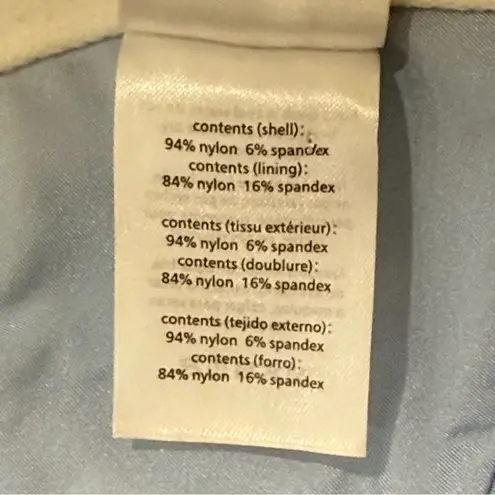 contents (shell):
94% nylon 6% spandex
contents (lining):
84% nylon 16% spandex
contents (tissu extérieur):
94% nylon 6% spandex
contents (doublure):
84% nylon 16% spandex
contents (tejido externo):
94% nylon 6% spandex
contents (forro):
84% nylon 16% spandex